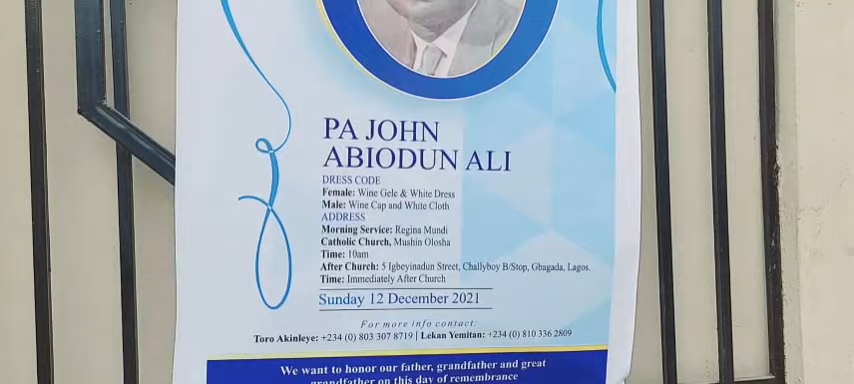 PA JOHN
ABIODUN ALI
DRESS CODE
Female: Wine Gele & White Dress
Male: Wine Cap and White Cloth
ADDRESS
Morning Service: Regina Mundi
Catholic Church, Mushin Olosha
Time: 10am
After Church: 5 Igbeyinadun Street, Challyboy B/Stop, Gbagada, Lagos.
Time: Immediately After Church
Sunday 12 December 2021
For more info contact:
Toro Akinleye: +234 (0) 803 307 8719 | Lekan Yemitan: +234 (0) 810 336 2809
We want to honor our father, grandfather and great
grandfather on this day of remembrance